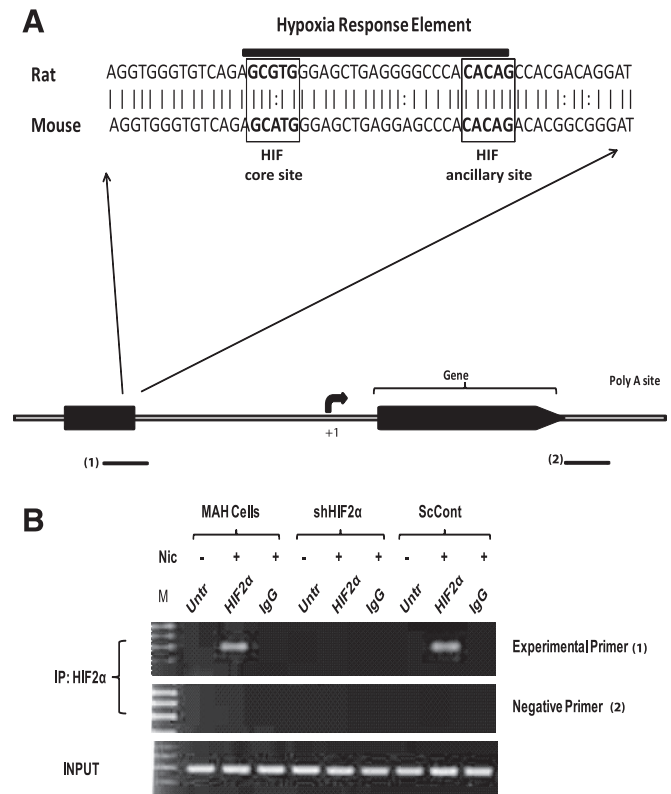 A
Hypoxia Response Element
Rat AGGTGGGTGTCAGAGCGTGGGAGCTGAGGGGCCCACACAGCCACGACAGGAT
Mouse AGGTGGGTGTCAGAGCATGGGAGCTGAGGAGCCCACACAGACACGGCGGGAT
HIF core site
HIF ancillary site
Gene
Poly A site
+1
(1)
(2)
B
MAH Cells shHIF2α ScCont
Nic - + + - + + - + +
M Untr HIF2α IgG Untr HIF2α IgG Untr HIF2α IgG
IP: HIF2α
Experimental Primer (1)
Negative Primer (2)
INPUT